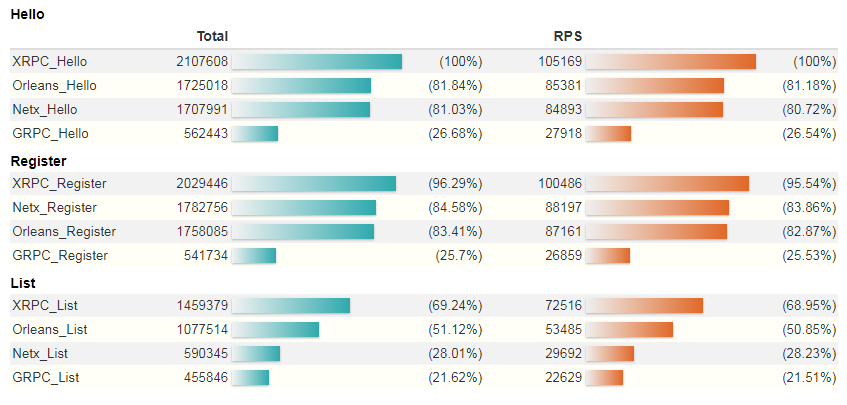 Hello
Total RPS
XRPC_Hello 2107608 (100%) 105169 (100%)
Orleans_Hello 1725018 (81.84%) 85381 (81.18%)
Netx_Hello 1707991 (81.03%) 84893 (80.72%)
GRPC_Hello 562443 (26.68%) 27918 (26.54%)
Register
XRPC_Register 2029446 (96.29%) 100486 (95.54%)
Netx_Register 1782756 (84.58%) 88197 (83.86%)
Orleans_Register 1758085 (83.41%) 87161 (82.87%)
GRPC_Register 541734 (25.7%) 26859 (25.53%)
List
XRPC_List 1459379 (69.24%) 72516 (68.95%)
Orleans_List 1077514 (51.12%) 53485 (50.85%)
Netx_List 590345 (28.01%) 29692 (28.23%)
GRPC_List 455846 (21.62%) 22629 (21.51%)